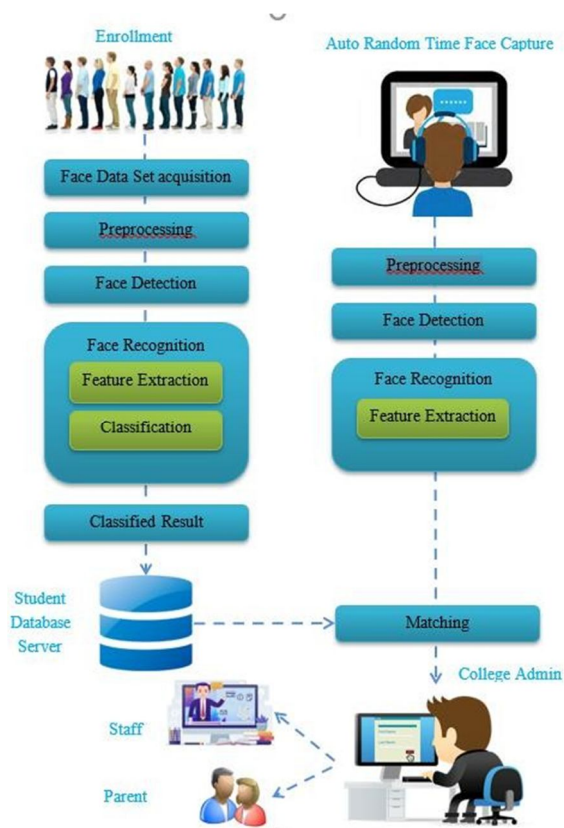 Enrollment
Face Data Set acquisition
Preprocessing
Face Detection
Face Recognition
Feature Extraction
Classification
Classified Result
Student
Database
Server
Auto Random Time Face Capture
Preprocessing
Face Detection
Face Recognition
Feature Extraction
Matching
College Admin
Staff
Parent